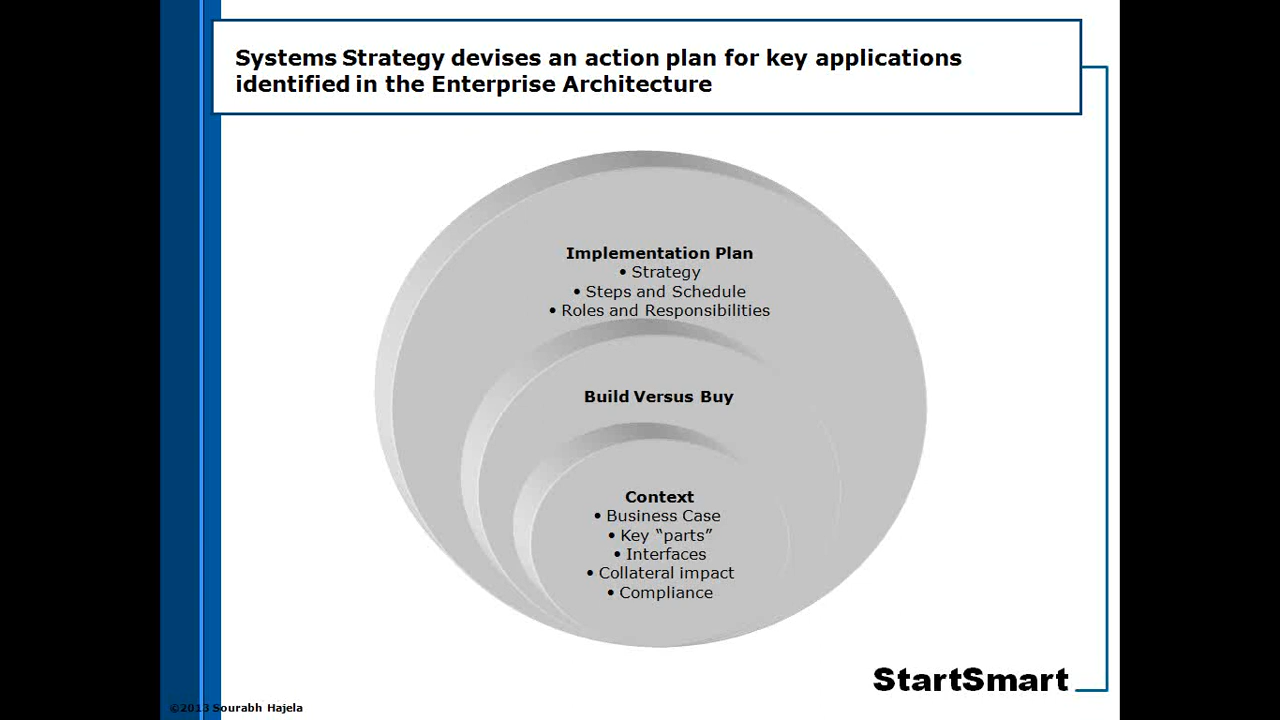 Systems Strategy devises an action plan for key applications
identified in the Enterprise Architecture
Implementation Plan
• Strategy
• Steps and Schedule
• Roles and Responsibilities
Build Versus Buy
Context
• Business Case
• Key “parts”
• Interfaces
• Collateral impact
• Compliance
StartSmart
©2013 Sourabh Hajela